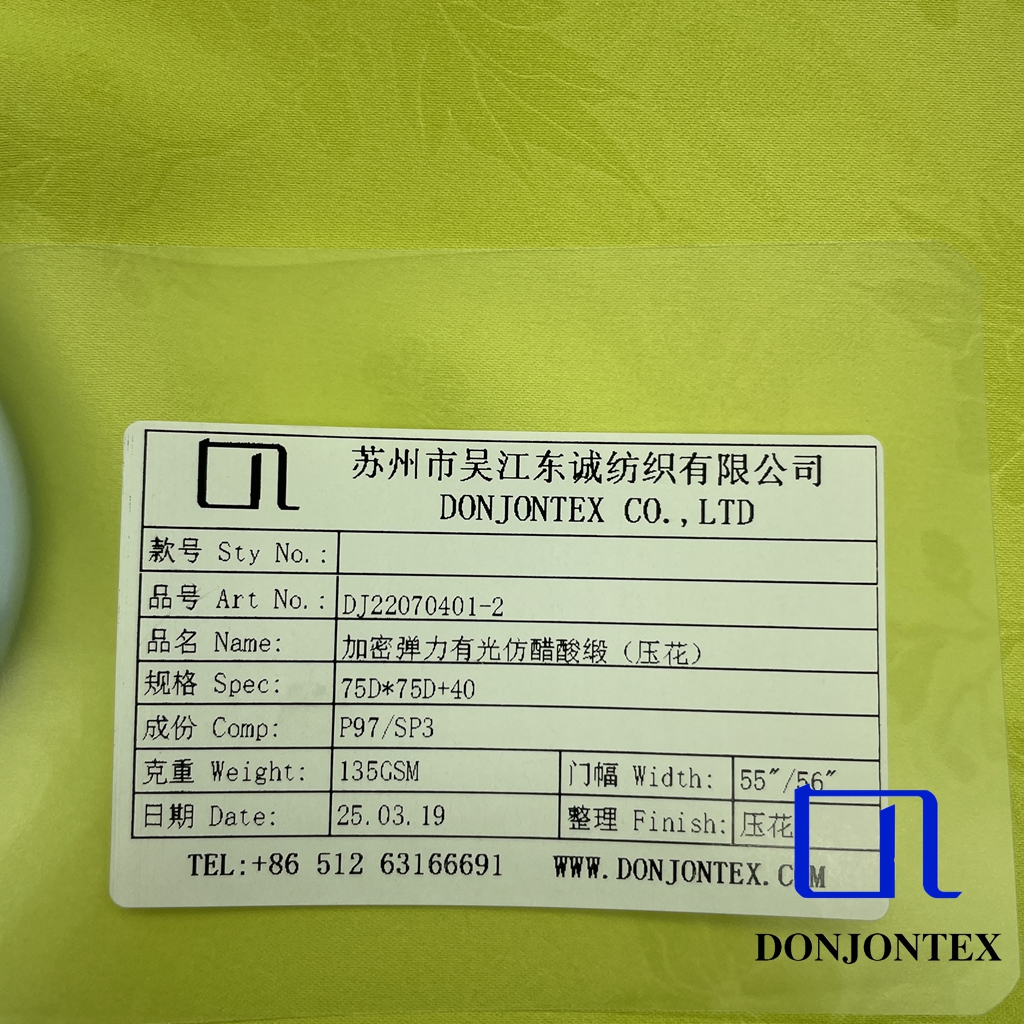 苏州市吴江东诚纺织有限公司
DONJONTEX CO.,LTD
款号 Sty No.:
品号 Art No.: DJ22070401-2
品名 Name: 加密弹力有光仿醋酸缎（压花）
规格 Spec: 75D*75D+40
成份 Comp: P97/SP3
克重 Weight: 135GSM 门幅 Width: 55"/56"
日期 Date: 25.03.19 整理 Finish: 压花
TEL:+86 512 63166691 WWW.DONJONTEX.COM
DONJONTEX